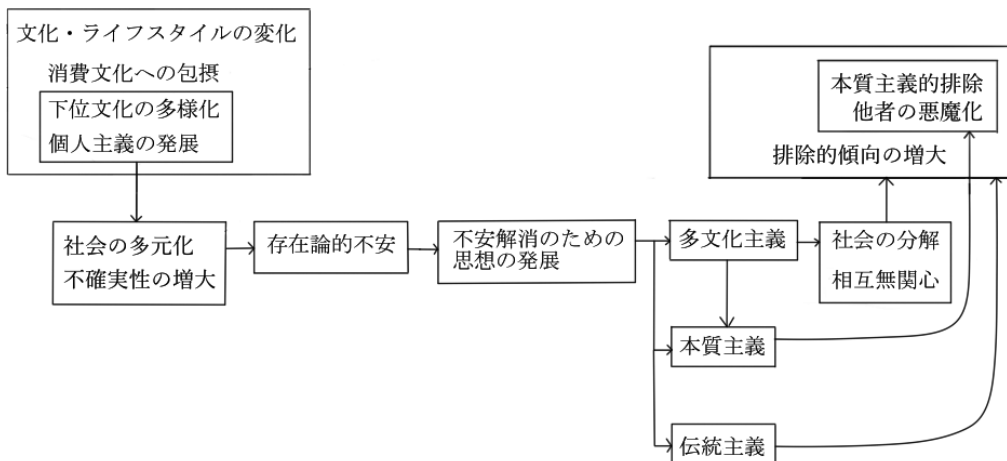 文化・ライフスタイルの変化
消費文化への包摂
下位文化の多様化
個人主義の発展
社会の多元化
不確実性の増大
存在論的不安
不安解消のための
思想の発展
多文化主義
本質主義
伝統主義
社会の分解
相互無関心
本質主義的排除
他者の悪魔化
排除的傾向の増大